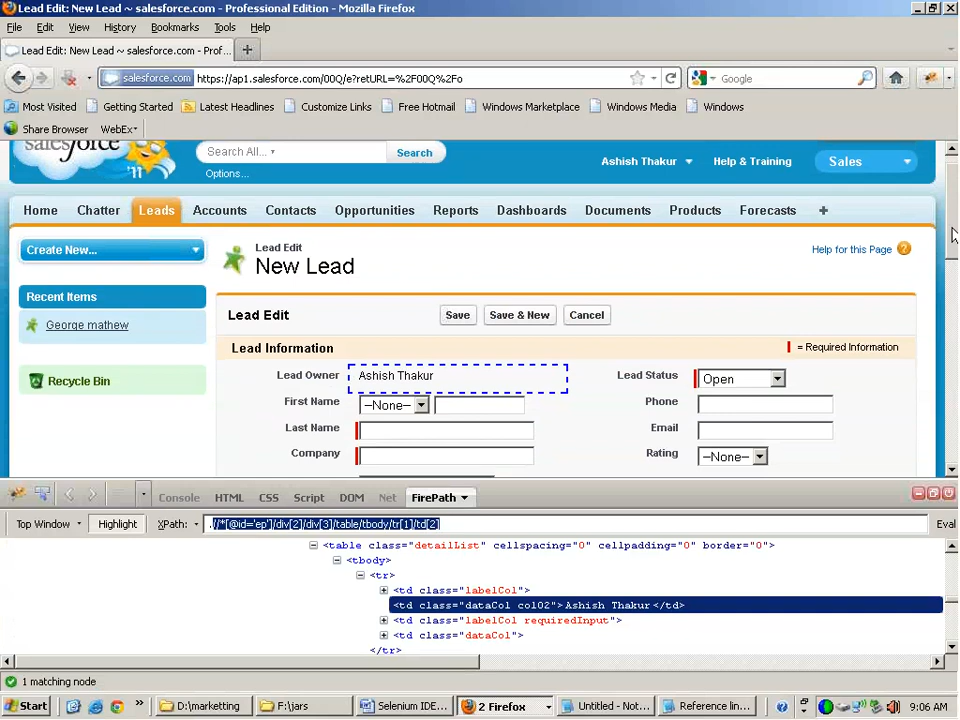 Lead Edit: New Lead ~ salesforce.com - Professional Edition - Mozilla Firefox
File Edit View History Bookmarks Tools Help
Lead Edit: New Lead ~ salesforce.com - Prof... +
salesforce.com https://ap1.salesforce.com/00Q/e?retURL=%2F00Q%2Fo Google
Most Visited Getting Started Latest Headlines Customize Links Free Hotmail Windows Marketplace Windows Media Windows
Share Browser WebEx
salesforce Search All... Search Ashish Thakur Help & Training Sales
Options...
Home Chatter Leads Accounts Contacts Opportunities Reports Dashboards Documents Products Forecasts +
Create New... Lead Edit Help for this Page ?
New Lead
Recent Items
George mathew
Recycle Bin
Lead Edit Save Save & New Cancel
Lead Information = Required Information
Lead Owner Ashish Thakur Lead Status Open
First Name --None-- Phone
Last Name Email
Company Rating --None--
Console HTML CSS Script DOM Net FirePath
Top Window Highlight XPath: .//*[@id='ep']/div[2]/div[3]/table/tbody/tr[1]/td[2] Eval
<table class="detailList" cellspacing="0" cellpadding="0" border="0">
<tbody>
<tr>
<td class="labelCol">
<td class="dataCol col02">Ashish Thakur</td>
<td class="labelCol requiredInput">
<td class="dataCol">
</tr>
1 matching node
Start » D:\marketting F:\jars Selenium IDE... 2 Firefox Untitled - Not... Reference lin... » 9:06 AM